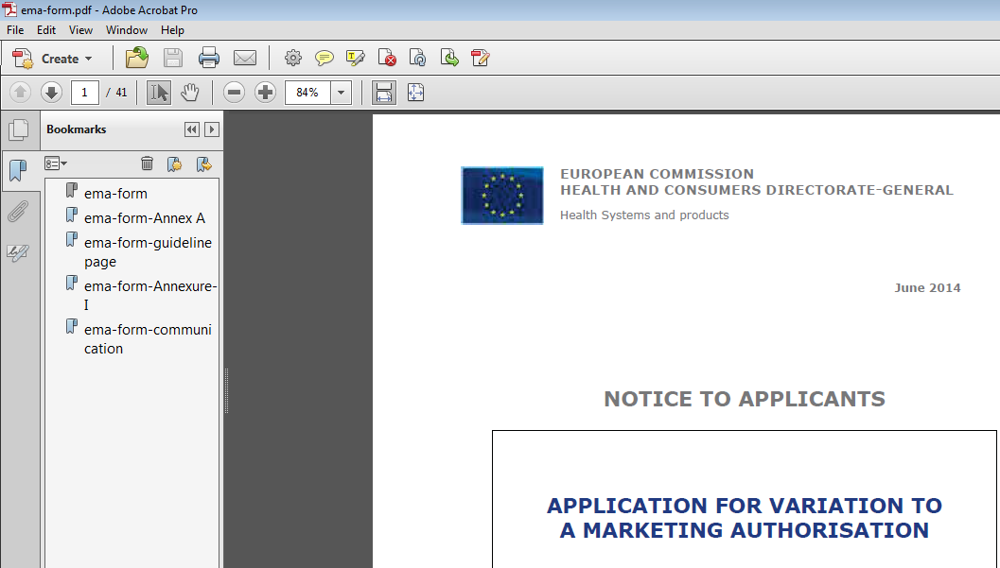 ema-form.pdf - Adobe Acrobat Pro
File Edit View Window Help
Create
1 / 41 84%
Bookmarks
ema-form
ema-form-Annex A
ema-form-guideline
page
ema-form-Annexure-
I
ema-form-communi
cation
EUROPEAN COMMISSION
HEALTH AND CONSUMERS DIRECTORATE-GENERAL
Health Systems and products
June 2014
NOTICE TO APPLICANTS
APPLICATION FOR VARIATION TO
A MARKETING AUTHORISATION